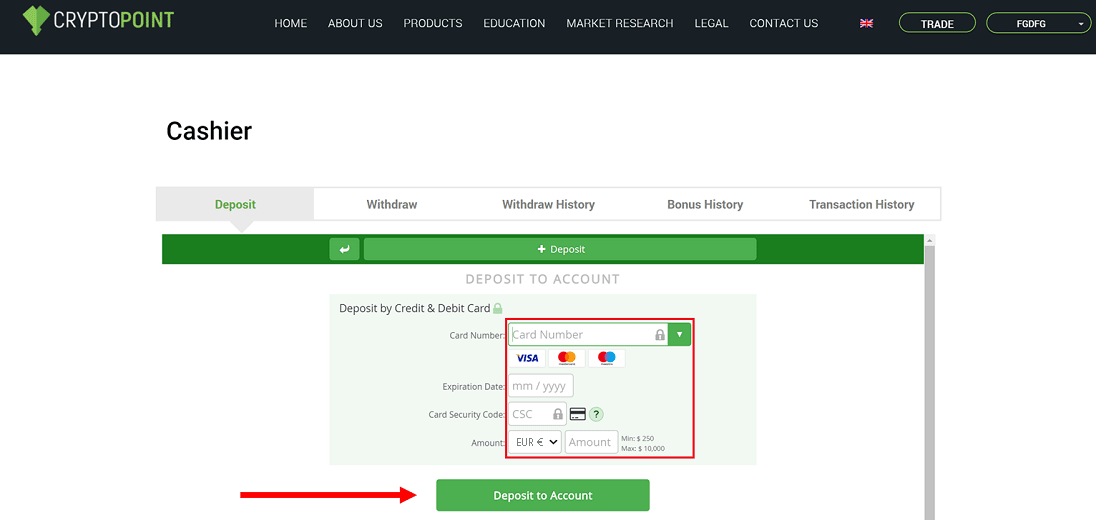 CRYPTOPOINT
HOME ABOUT US PRODUCTS EDUCATION MARKET RESEARCH LEGAL CONTACT US TRADE FGDFG
Cashier
Deposit Withdraw Withdraw History Bonus History Transaction History
+ Deposit
DEPOSIT TO ACCOUNT
Deposit by Credit & Debit Card
Card Number: Card Number
VISA
Expiration Date: mm / yyyy
Card Security Code: CSC ?
Amount: EUR € Amount Min: $ 250
Max: $ 10,000
Deposit to Account